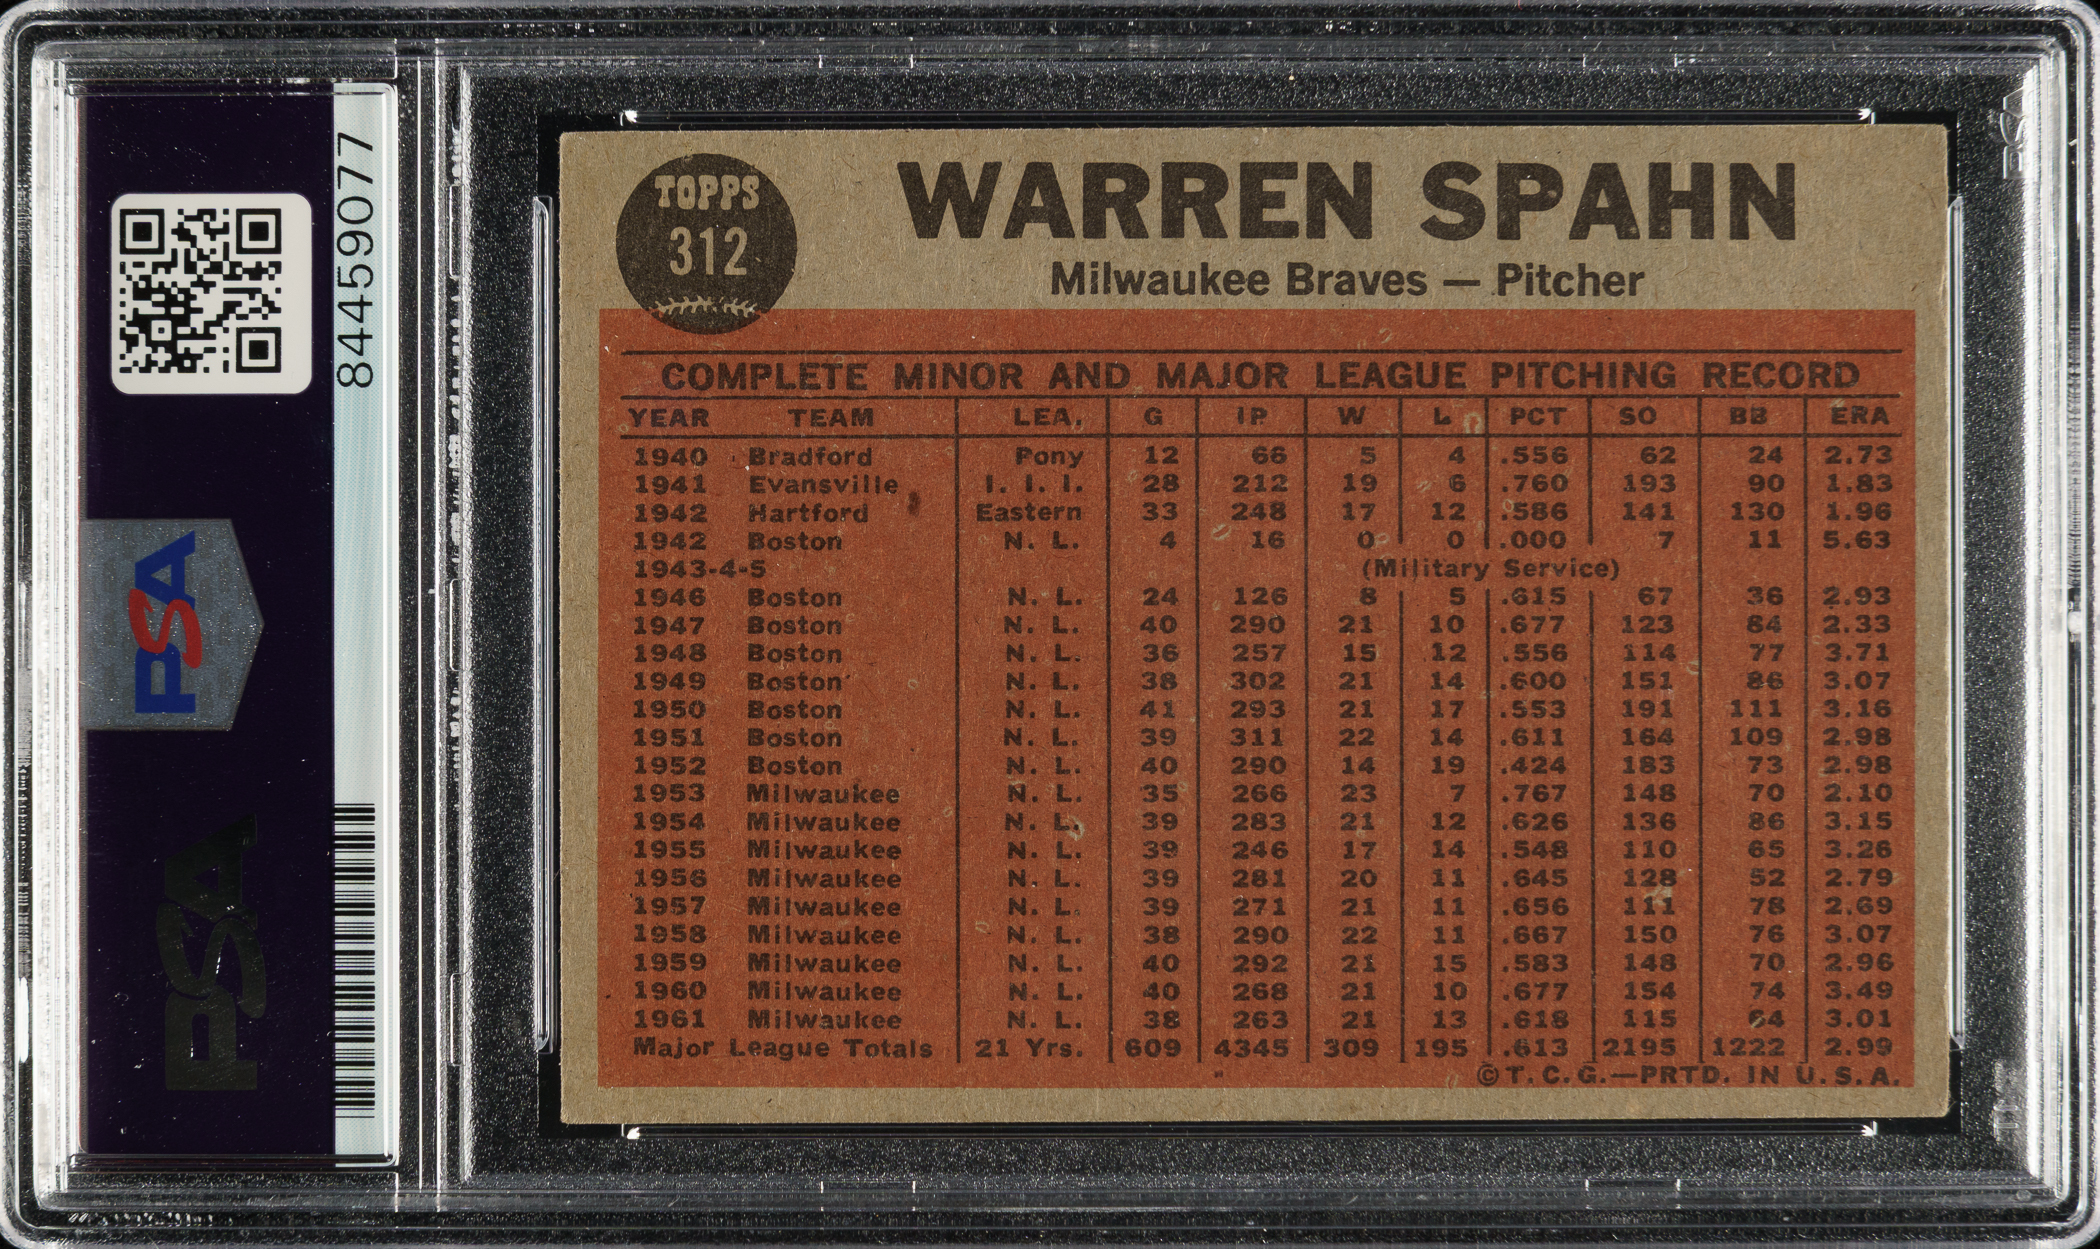 84459077
PSA
PSA
TOPPS
312
WARREN SPAHN
Milwaukee Braves — Pitcher
COMPLETE MINOR AND MAJOR LEAGUE PITCHING RECORD
YEAR TEAM LEA. G IP W L PCT SO BB ERA
1940 Bradford Pony 12 66 5 4 .556 62 24 2.73
1941 Evansville I. I. I. 28 212 19 6 .760 193 90 1.83
1942 Hartford Eastern 33 248 17 12 .586 141 130 1.96
1942 Boston N. L. 4 16 0 0 .000 7 11 5.63
1943-4-5 (Military Service)
1946 Boston N. L. 24 126 8 5 .615 67 36 2.93
1947 Boston N. L. 40 290 21 10 .677 123 84 2.33
1948 Boston N. L. 36 257 15 12 .556 114 77 3.71
1949 Boston N. L. 38 302 21 14 .600 151 86 3.07
1950 Boston N. L. 41 293 21 17 .553 191 111 3.16
1951 Boston N. L. 39 311 22 14 .611 164 109 2.98
1952 Boston N. L. 40 290 14 19 .424 183 73 2.98
1953 Milwaukee N. L. 35 266 23 7 .767 148 70 2.10
1954 Milwaukee N. L. 39 283 21 12 .626 136 86 3.15
1955 Milwaukee N. L. 39 246 17 14 .548 110 65 3.26
1956 Milwaukee N. L. 39 281 20 11 .645 128 52 2.79
1957 Milwaukee N. L. 39 271 21 11 .656 111 78 2.69
1958 Milwaukee N. L. 38 290 22 11 .667 150 76 3.07
1959 Milwaukee N. L. 40 292 21 15 .583 148 70 2.96
1960 Milwaukee N. L. 40 268 21 10 .677 154 74 3.49
1961 Milwaukee N. L. 38 263 21 13 .618 115 64 3.01
Major League Totals 21 Yrs. 609 4345 309 195 .613 2195 1222 2.99
©T.C.G.—PRTD. IN U.S.A.
PSA